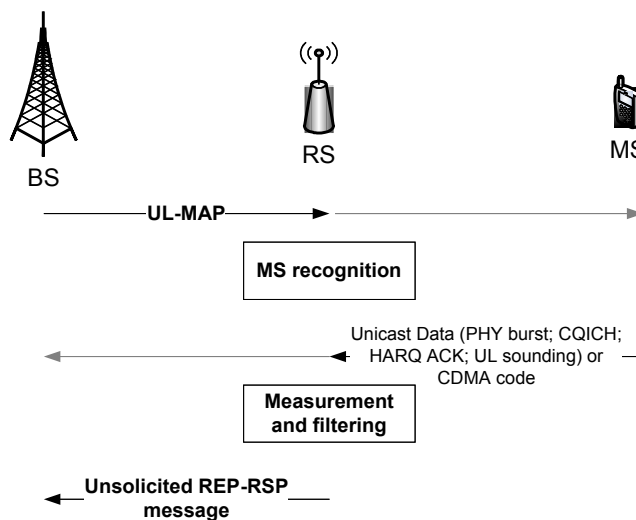 BS
RS
MS
UL-MAP
MS recognition
Unicast Data (PHY burst; CQICH;
HARQ ACK; UL sounding) or
CDMA code
Measurement
and filtering
Unsolicited REP-RSP
message